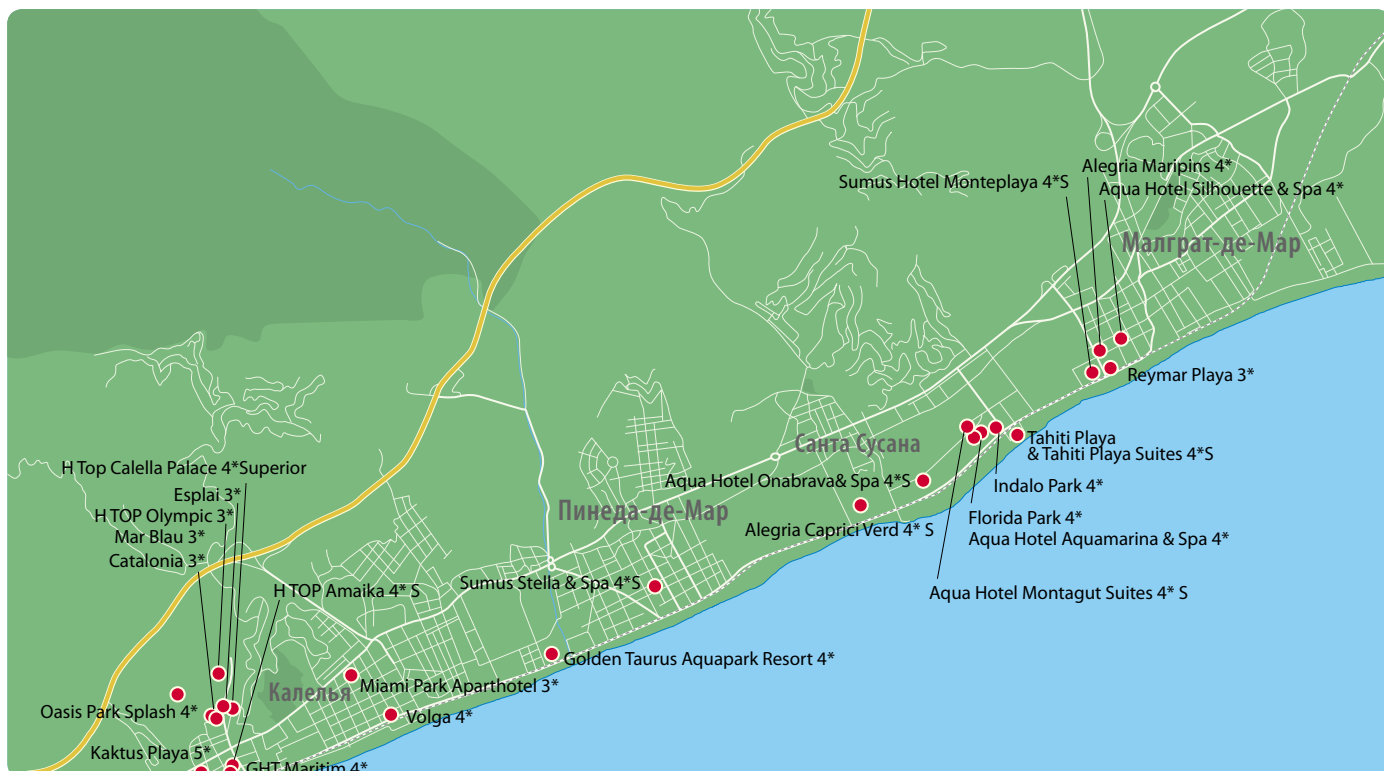 Alegria Maripins 4*
Sumus Hotel Monteplaya 4*S
Aqua Hotel Silhouette & Spa 4*
Малграт-де-Мар
Reymar Playa 3*
Санта Сусана
Tahiti Playa
& Tahiti Playa Suites 4*S
H Top Calella Palace 4*Superior
Aqua Hotel Onabrava& Spa 4*S
Indalo Park 4*
Esplai 3*
H TOP Olympic 3*
Пинеда-де-Мар
Florida Park 4*
Mar Blau 3*
Alegria Caprici Verd 4* S
Aqua Hotel Aquamarina & Spa 4*
Catalonia 3*
Sumus Stella & Spa 4*S
H TOP Amaika 4* S
Aqua Hotel Montagut Suites 4* S
Golden Taurus Aquapark Resort 4*
Miami Park Aparthotel 3*
Калелья
Oasis Park Splash 4*
Volga 4*
Kaktus Playa 5*
GHT Maritim 4*